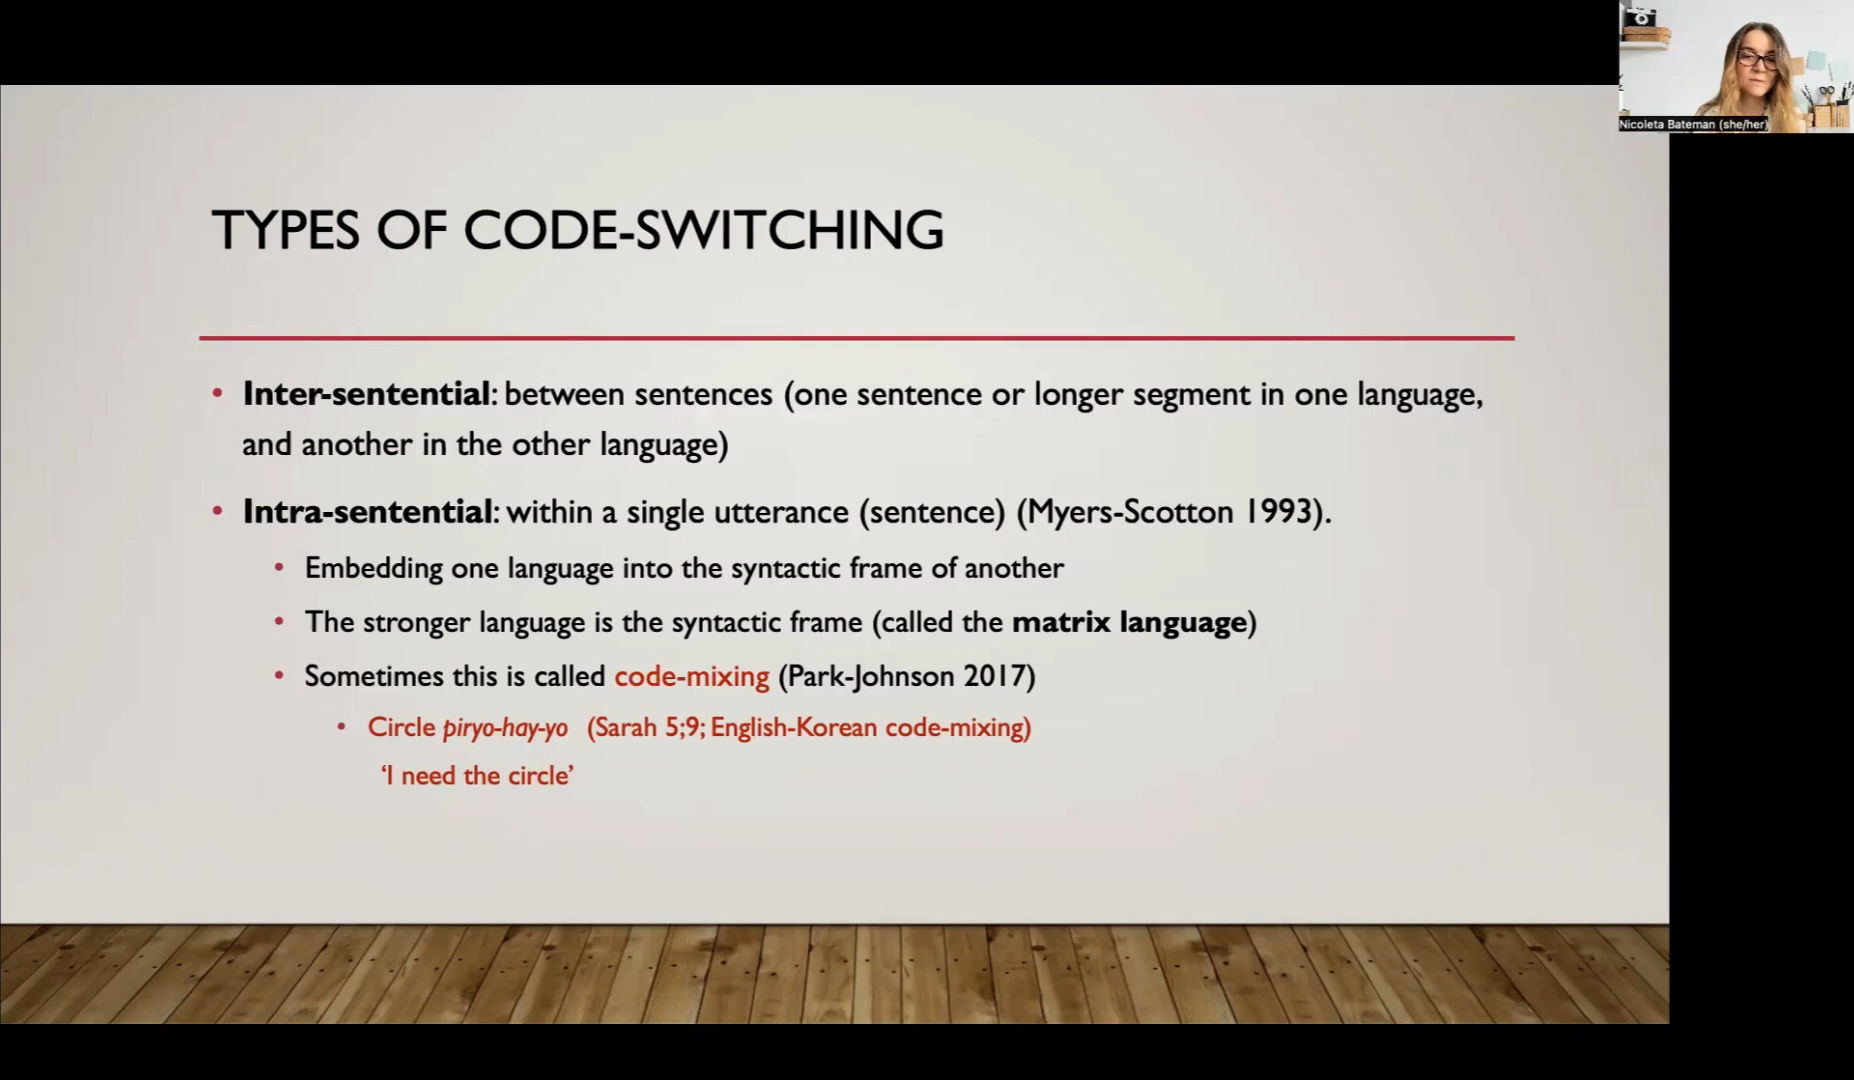 Nicoleta Bateman (she/her)
TYPES OF CODE-SWITCHING
• Inter-sentential: between sentences (one sentence or longer segment in one language,
and another in the other language)
• Intra-sentential: within a single utterance (sentence) (Myers-Scotton 1993).
• Embedding one language into the syntactic frame of another
• The stronger language is the syntactic frame (called the matrix language)
• Sometimes this is called code-mixing (Park-Johnson 2017)
• Circle piryo-hay-yo (Sarah 5;9; English-Korean code-mixing)
‘I need the circle’